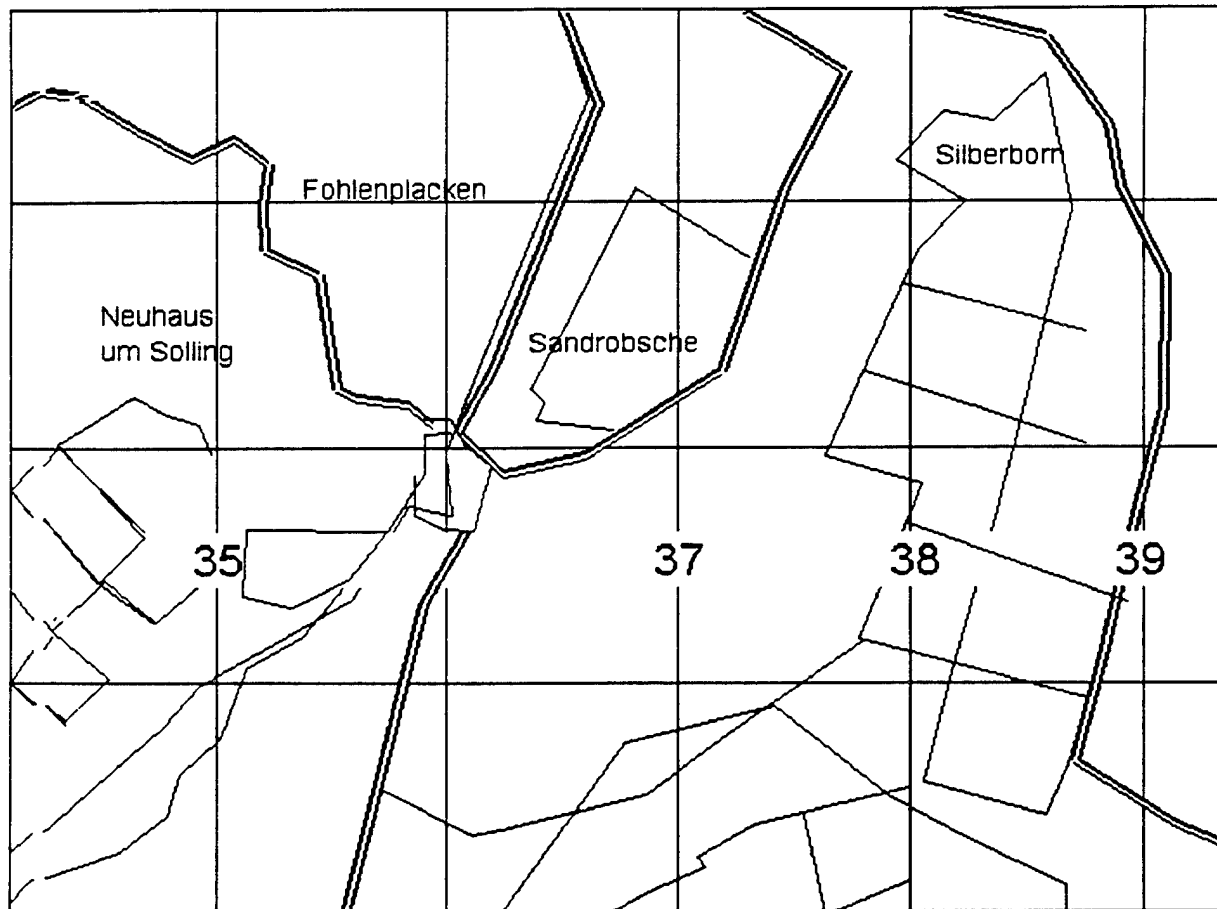 Silberborn
Fohlenplacken
Neuhaus
um Solling
Sandrobsche
35
37
38
39